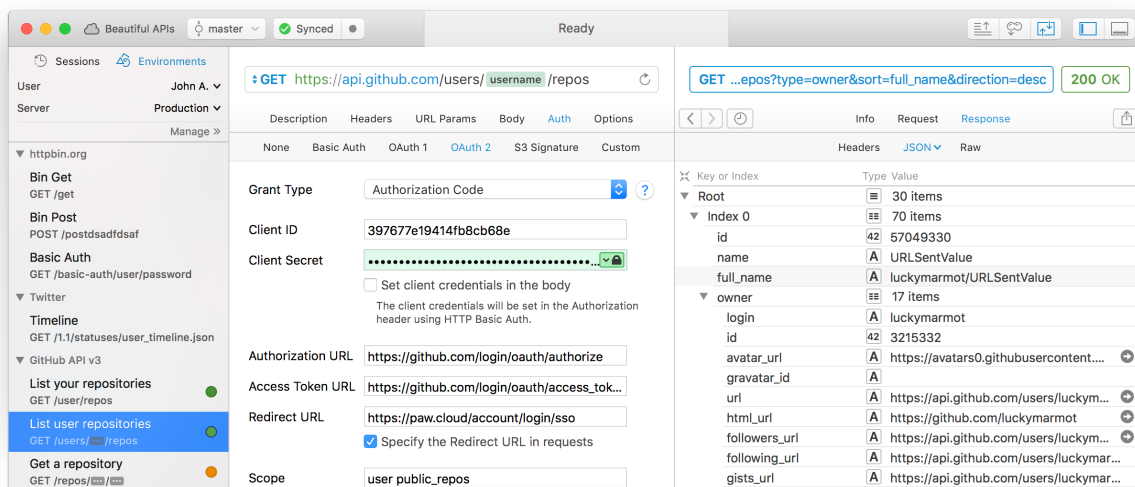 Beautiful APIs
master
Synced
Ready
Sessions
Environments
User
John A.
Server
Production
Manage »
httpbin.org
Bin Get
GET /get
Bin Post
POST /postdsadfdsaf
Basic Auth
GET /basic-auth/user/password
Twitter
Timeline
GET /1.1/statuses/user_timeline.json
GitHub API v3
List your repositories
GET /user/repos
List user repositories
GET /users/ /repos
Get a repository
GET /repos/ /
GET https://api.github.com/users/ username /repos
Description Headers URL Params Body Auth Options
None Basic Auth OAuth 1 OAuth 2 S3 Signature Custom
Grant Type Authorization Code ?
Client ID 397677e19414fb8cb68e
Client Secret ••••••••••••••••••••••••••••••••••...
Set client credentials in the body
The client credentials will be set in the Authorization
header using HTTP Basic Auth.
Authorization URL https://github.com/login/oauth/authorize
Access Token URL https://github.com/login/oauth/access_tok...
Redirect URL https://paw.cloud/account/login/sso
Specify the Redirect URL in requests
Scope user public_repos
GET ...epos?type=owner&sort=full_name&direction=desc 200 OK
Info Request Response
Headers JSON Raw
Key or Index Type Value
Root 30 items
Index 0 70 items
id 42 57049330
name A URLSentValue
full_name A luckymarmot/URLSentValue
owner 17 items
login A luckymarmot
id 42 3215332
avatar_url A https://avatars0.githubusercontent....
gravatar_id A
url A https://api.github.com/users/luckym...
html_url A https://github.com/luckymarmot
followers_url A https://api.github.com/users/luckym...
following_url A https://api.github.com/users/luckymar...
gists_url A https://api.github.com/users/luckymar...